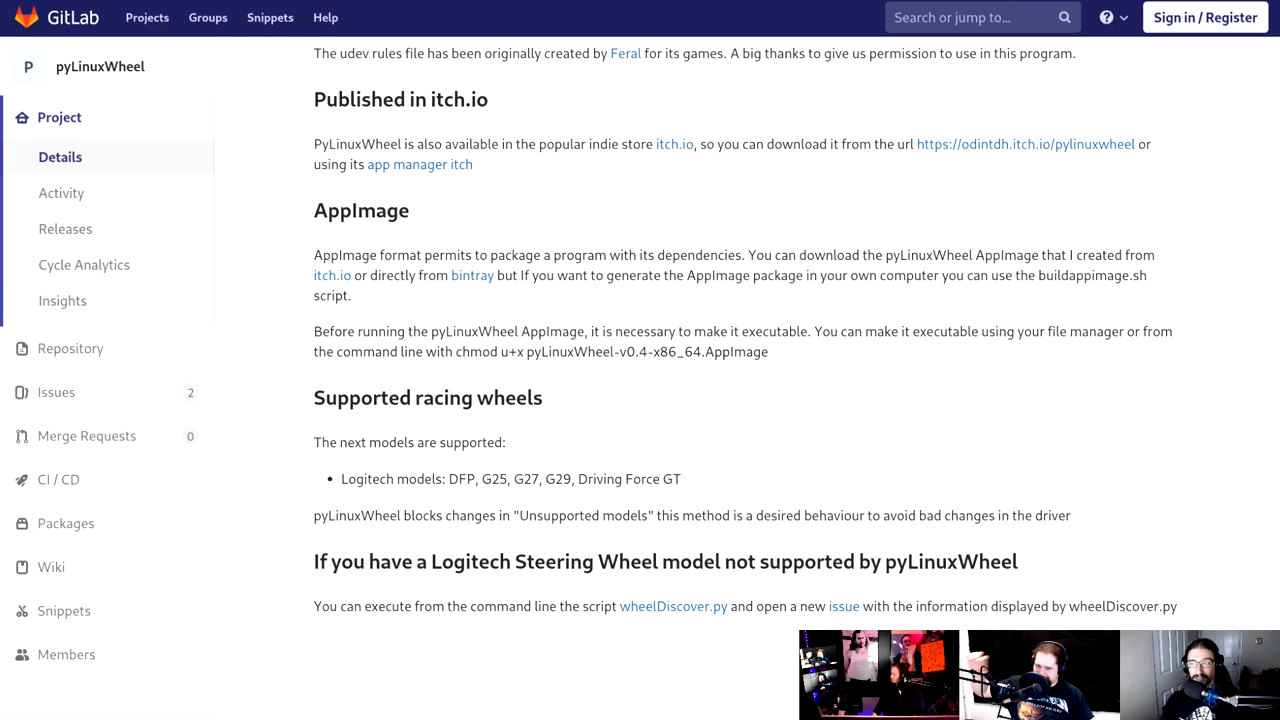 GitLab Projects Groups Snippets Help Search or jump to... Sign in / Register
P pyLinuxWheel
Project
Details
Activity
Releases
Cycle Analytics
Insights
Repository
Issues 2
Merge Requests 0
CI / CD
Packages
Wiki
Snippets
Members
The udev rules file has been originally created by Feral for its games. A big thanks to give us permission to use in this program.
Published in itch.io
PyLinuxWheel is also available in the popular indie store itch.io, so you can download it from the url https://odintdh.itch.io/pylinuxwheel or
using its app manager itch
AppImage
AppImage format permits to package a program with its dependencies. You can download the pyLinuxWheel AppImage that I created from
itch.io or directly from bintray but If you want to generate the AppImage package in your own computer you can use the buildappimage.sh
script.
Before running the pyLinuxWheel AppImage, it is necessary to make it executable. You can make it executable using your file manager or from
the command line with chmod u+x pyLinuxWheel-v0.4-x86_64.AppImage
Supported racing wheels
The next models are supported:
• Logitech models: DFP, G25, G27, G29, Driving Force GT
pyLinuxWheel blocks changes in "Unsupported models" this method is a desired behaviour to avoid bad changes in the driver
If you have a Logitech Steering Wheel model not supported by pyLinuxWheel
You can execute from the command line the script wheelDiscover.py and open a new issue with the information displayed by wheelDiscover.py